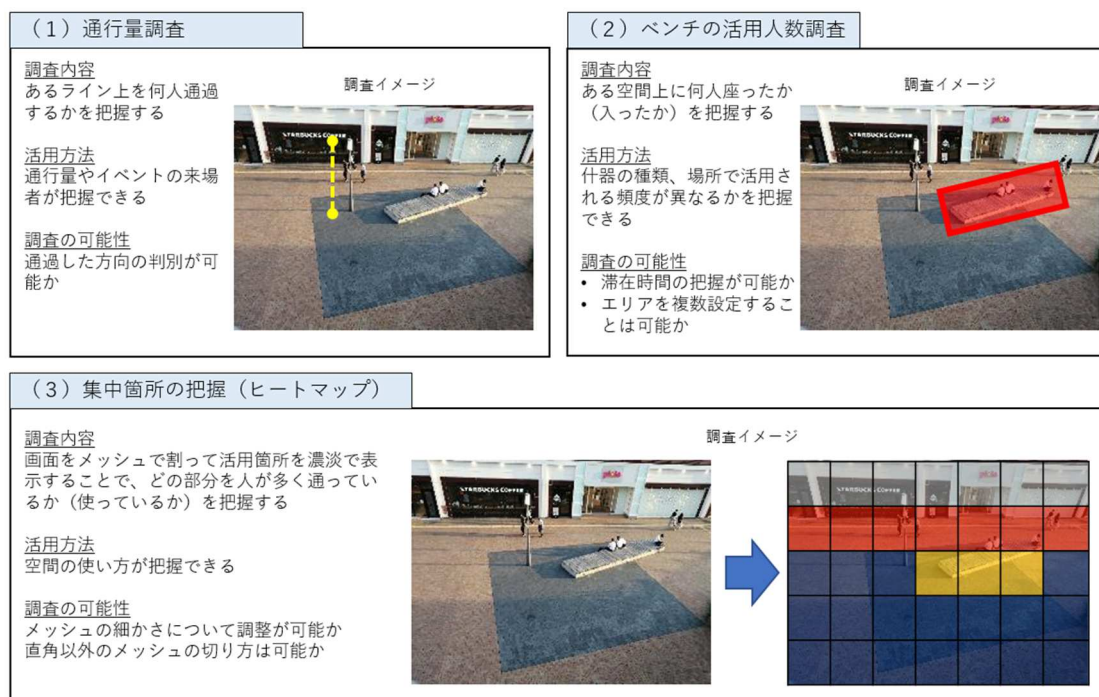 （１）通行量調査
調査内容
あるライン上を何人通過
するかを把握する
活用方法
通行量やイベントの来場
者が把握できる
調査の可能性
通過した方向の判別が可
能か
調査イメージ
STARBUCKS COFFEE
（２）ベンチの活用人数調査
調査内容
ある空間上に何人座ったか
（入ったか）を把握する
活用方法
什器の種類、場所で活用さ
れる頻度が異なるかを把握
できる
調査の可能性
• 滞在時間の把握が可能か
• エリアを複数設定するこ
とは可能か
調査イメージ
STARBUCKS COFFEE
（３）集中箇所の把握（ヒートマップ）
調査内容
画面をメッシュで割って活用箇所を濃淡で表
示することで、どの部分を人が多く通ってい
るか（使っているか）を把握する
活用方法
空間の使い方が把握できる
調査の可能性
メッシュの細かさについて調整が可能か
直角以外のメッシュの切り方は可能か
調査イメージ
STARBUCKS COFFEE
STARBUCKS COFFEE